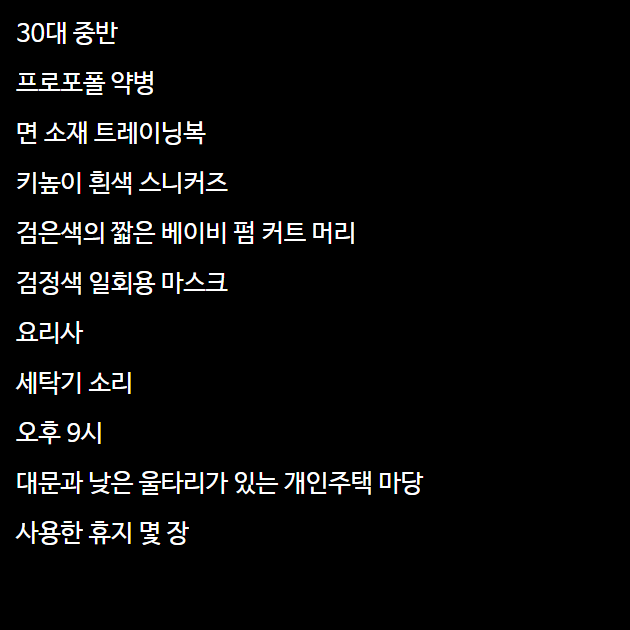 30대 중반
프로포폴 약병
면 소재 트레이닝복
키높이 흰색 스니커즈
검은색의 짧은 베이비 펌 커트 머리
검정색 일회용 마스크
요리사
세탁기 소리
오후 9시
대문과 낮은 울타리가 있는 개인주택 마당
사용한 휴지 몇 장